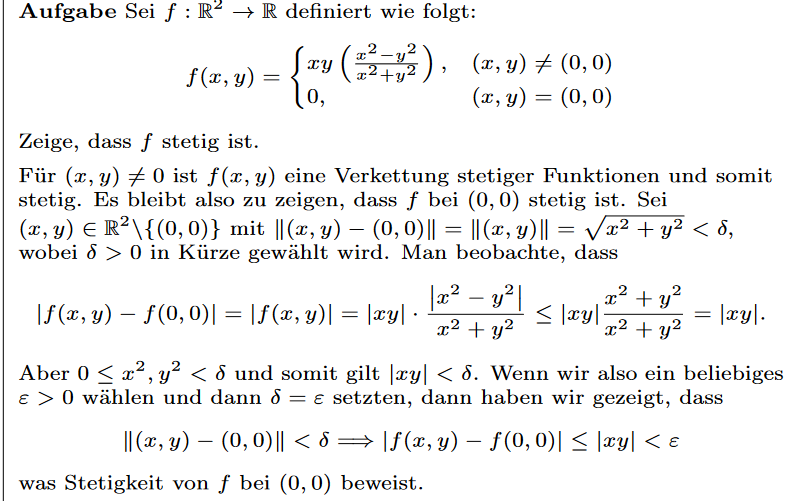 Aufgabe Sei f : ℝ² → ℝ definiert wie folgt:
f(x, y) = { xy ( (x²−y²)/(x²+y²) ), (x, y) ≠ (0, 0)
0, (x, y) = (0, 0)
Zeige, dass f stetig ist.
Für (x, y) ≠ 0 ist f(x, y) eine Verkettung stetiger Funktionen und somit
stetig. Es bleibt also zu zeigen, dass f bei (0, 0) stetig ist. Sei
(x, y) ∈ ℝ²\{(0, 0)} mit ‖(x, y) − (0, 0)‖ = ‖(x, y)‖ = √(x² + y²) < δ,
wobei δ > 0 in Kürze gewählt wird. Man beobachte, dass
|f(x, y) − f(0, 0)| = |f(x, y)| = |xy| · |x² − y²|/(x² + y²) ≤ |xy| (x² + y²)/(x² + y²) = |xy|.
Aber 0 ≤ x², y² < δ und somit gilt |xy| < δ. Wenn wir also ein beliebiges
ε > 0 wählen und dann δ = ε setzten, dann haben wir gezeigt, dass
‖(x, y) − (0, 0)‖ < δ ⟹ |f(x, y) − f(0, 0)| ≤ |xy| < ε
was Stetigkeit von f bei (0, 0) beweist.